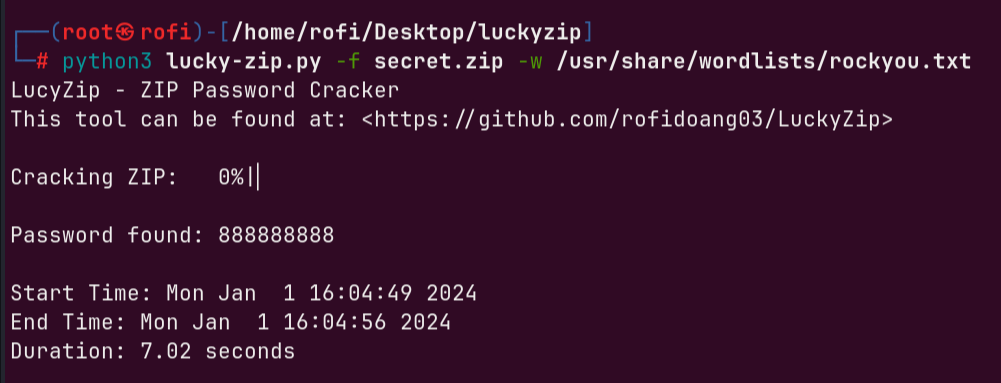 ┌──(root㉿rofi)-[/home/rofi/Desktop/luckyzip]
└─# python3 lucky-zip.py -f secret.zip -w /usr/share/wordlists/rockyou.txt
LucyZip - ZIP Password Cracker
This tool can be found at: <https://github.com/rofidoang03/LuckyZip>
Cracking ZIP:   0%|
Password found: 888888888
Start Time: Mon Jan  1 16:04:49 2024
End Time: Mon Jan  1 16:04:56 2024
Duration: 7.02 seconds